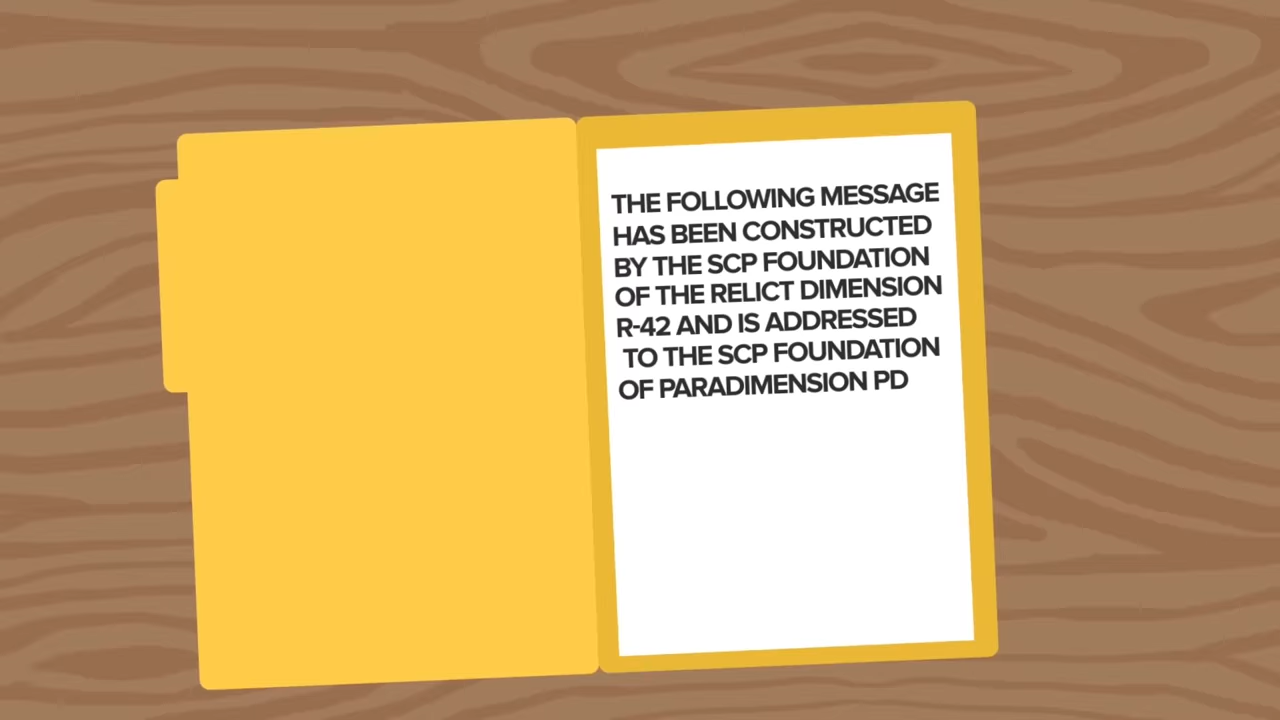 THE FOLLOWING MESSAGE
HAS BEEN CONSTRUCTED
BY THE SCP FOUNDATION
OF THE RELICT DIMENSION
R-42 AND IS ADDRESSED
TO THE SCP FOUNDATION
OF PARADIMENSION PD